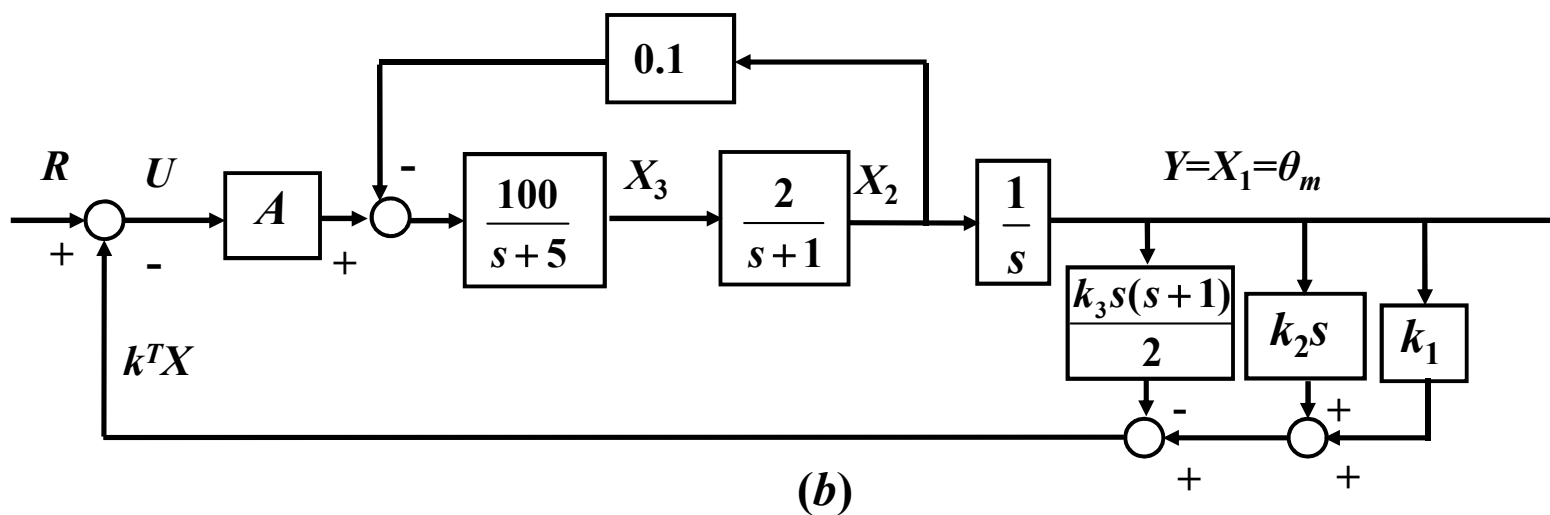 0.1
-
R
U
A
+
-
+
100
s + 5
X₃
2
s + 1
X₂
1
s
Y=X₁=θₘ
k₃s(s + 1)
2
k₂s
k₁
kᵀX
-
+
+
+
(b)